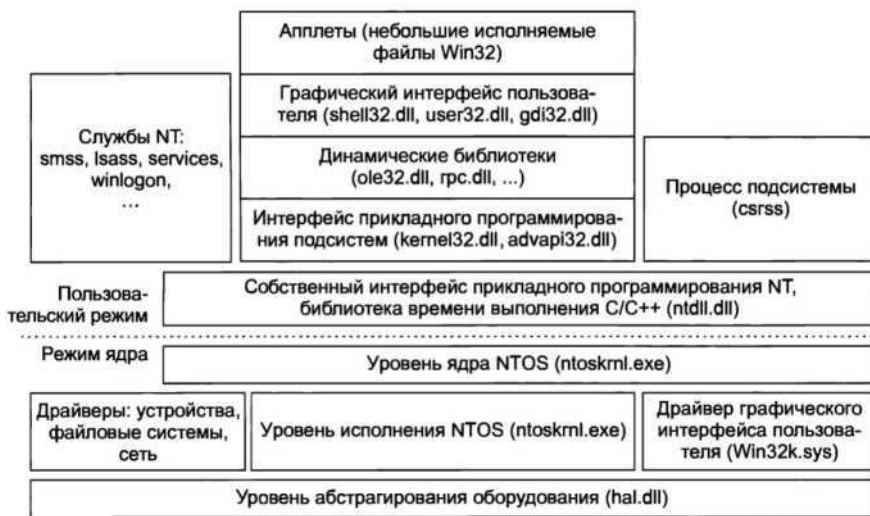 Апплеты (небольшие исполняемые
файлы Win32)
Графический интерфейс пользова-
теля (shell32.dll, user32.dll, gdi32.dll)
Службы NT:
smss, lsass, services,
winlogon,
...
Динамические библиотеки
(ole32.dll, rpc.dll, ...)
Процесс подсистемы
(csrss)
Интерфейс прикладного программирова-
ния подсистем (kernel32.dll, advapi32.dll)
Пользова-
тельский режим
Собственный интерфейс прикладного программирования NT,
библиотека времени выполнения C/C++ (ntdll.dll)
Режим ядра
Уровень ядра NTOS (ntoskrnl.exe)
Драйверы: устройства,
файловые системы,
сеть
Уровень исполнения NTOS (ntoskrnl.exe)
Драйвер графического
интерфейса пользова-
теля (Win32k.sys)
Уровень абстрагирования оборудования (hal.dll)